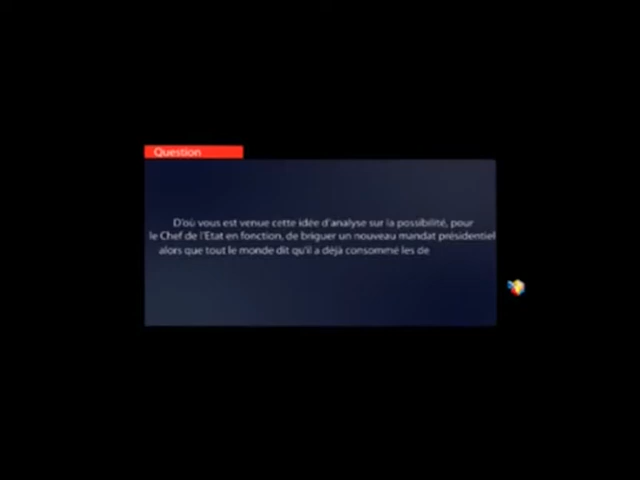 Question
D'où vous est venue cette idée d'analyse sur la possibilité, pour
le Chef de l'Etat en fonction, de briguer un nouveau mandat présidentiel
alors que tout le monde dit qu'il a déjà consommé les de